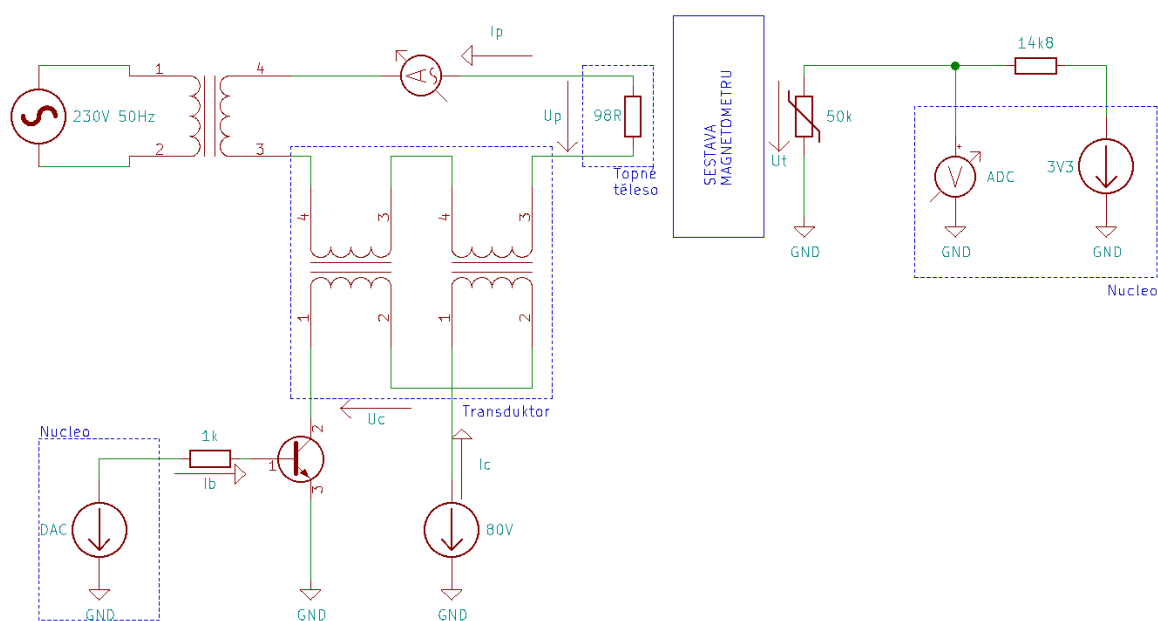 Ip
14k8
1
4
230V 50Hz
Up
98R
50k
Ut
SESTAVA
MAGNETOMETRU
2
3
Topné
těleso
3V3
ADC
GND
GND
GND
Nucleo
4
3
4
3
1
2
1
2
Transduktor
Uc
Nucleo
1k
2
1
Ib
3
Ic
DAC
80V
GND
GND
GND